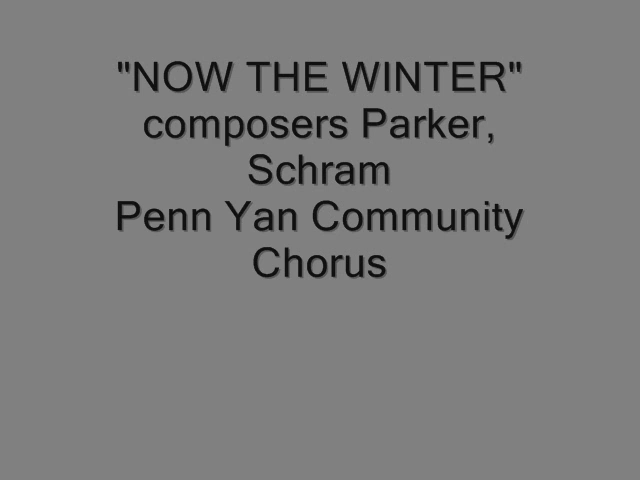 "NOW THE WINTER"
composers Parker,
Schram
Penn Yan Community
Chorus